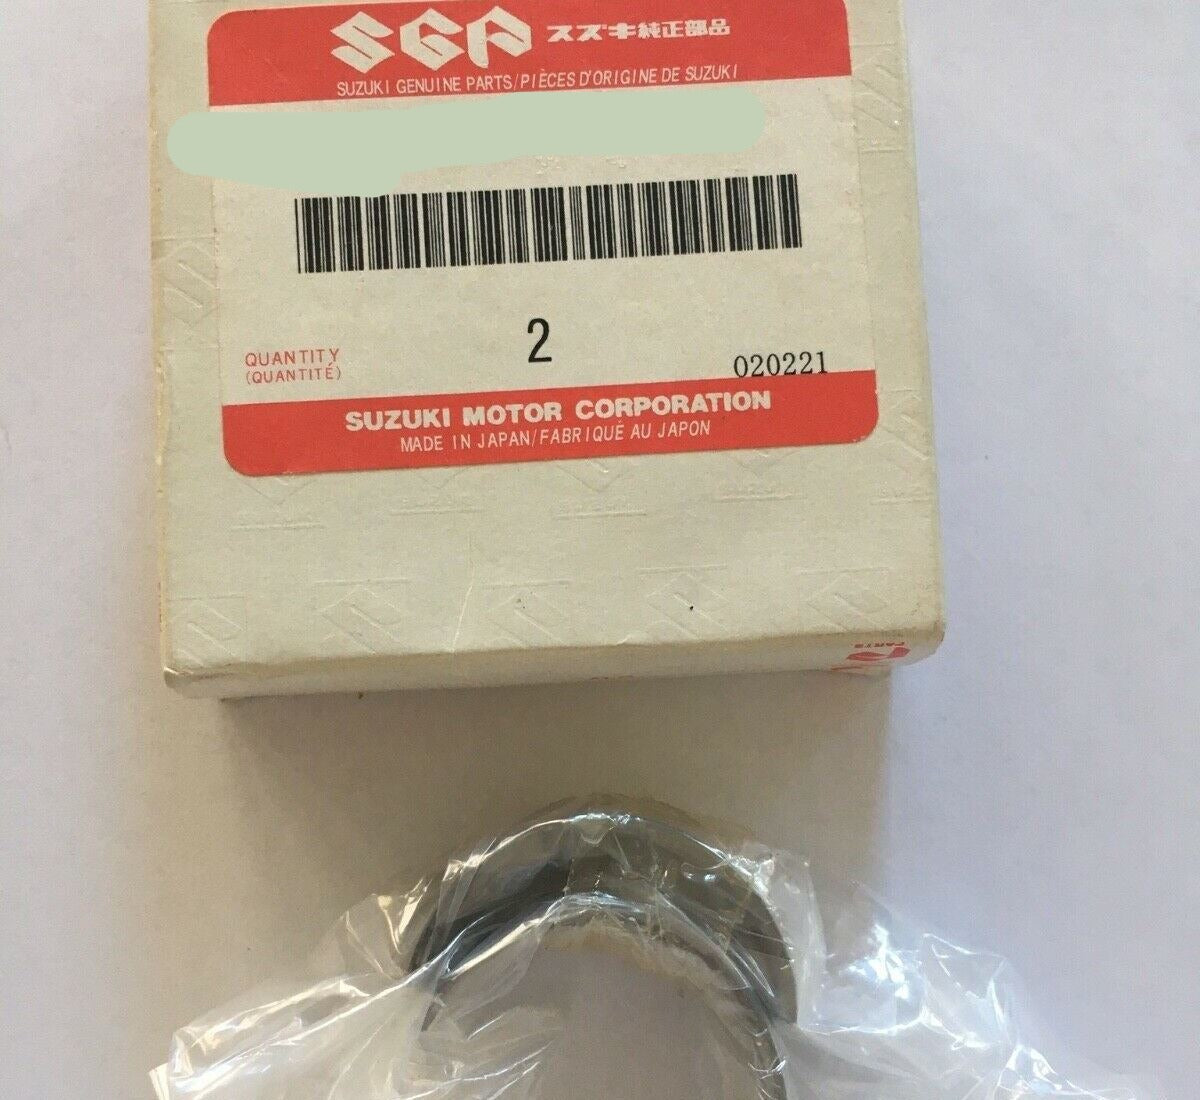 SGP スズキ純正部品
SUZUKI GENUINE PARTS/PIÈCES D'ORIGINE DE SUZUKI
2
QUANTITY
(QUANTITÉ)
020221
SUZUKI MOTOR CORPORATION
MADE IN JAPAN/FABRIQUÉ AU JAPON
PARTS